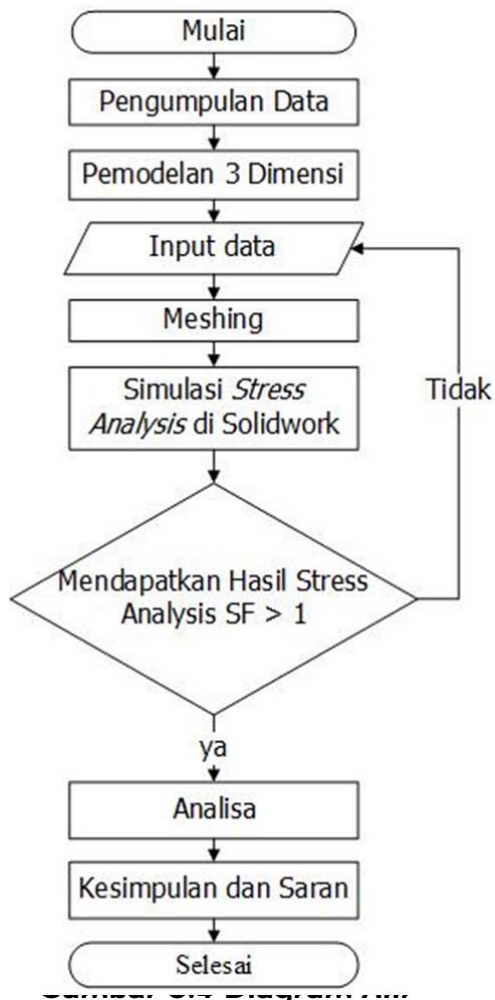 Mulai
Pengumpulan Data
Pemodelan 3 Dimensi
Input data
Meshing
Simulasi Stress
Analysis di Solidwork
Tidak
Mendapatkan Hasil Stress
Analysis SF > 1
ya
Analisa
Kesimpulan dan Saran
Selesai